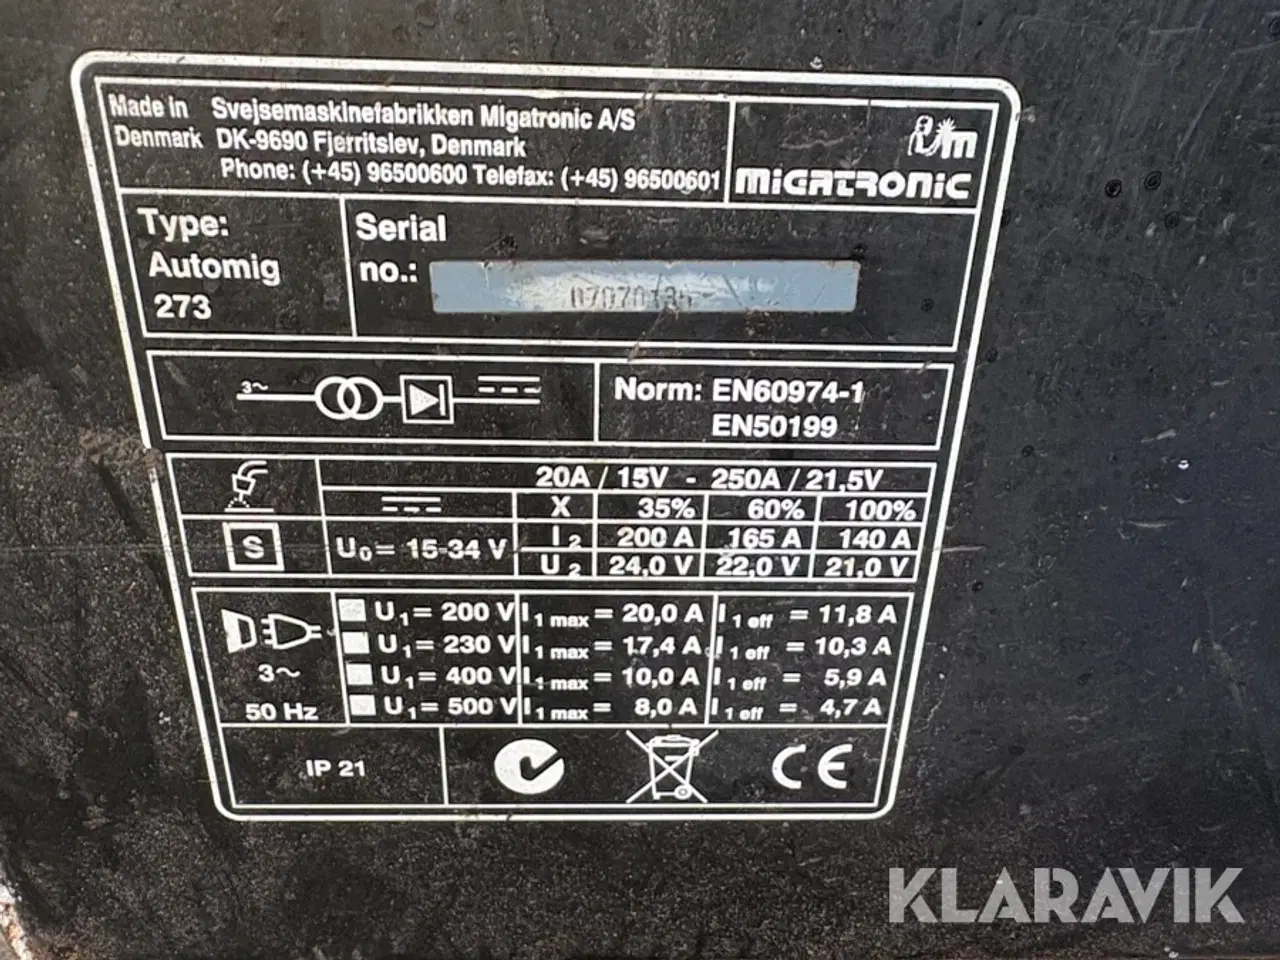 Made in Svejsemaskinefabrikken Migatronic A/S
Denmark DK-9690 Fjerritslev, Denmark
Phone: (+45) 96500600 Telefax: (+45) 96500601
m
MIGATRONIC
Type:
Automig
273
Serial
no.:
3~
Norm: EN60974-1
EN50199
20A / 15V - 250A / 21,5V
X 35% 60% 100%
S
U0 = 15-34 V
I2 200 A 165 A 140 A
U2 24,0 V 22,0 V 21,0 V
3~
50 Hz
U1 = 200 V I1 max = 20,0 A I1 eff = 11,8 A
U1 = 230 V I1 max = 17,4 A I1 eff = 10,3 A
U1 = 400 V I1 max = 10,0 A I1 eff = 5,9 A
U1 = 500 V I1 max = 8,0 A I1 eff = 4,7 A
IP 21
CE
KLARAVIK